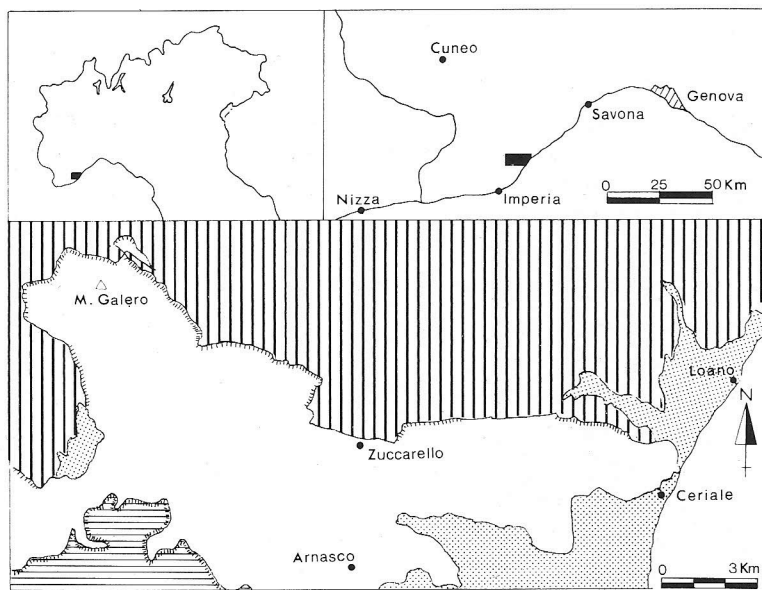 Cuneo
Genova
Savona
0 25 50 Km
Nizza
Imperia
M. Galero
Loano
N
Zuccarello
Ceriale
Arnasco
0 3 Km